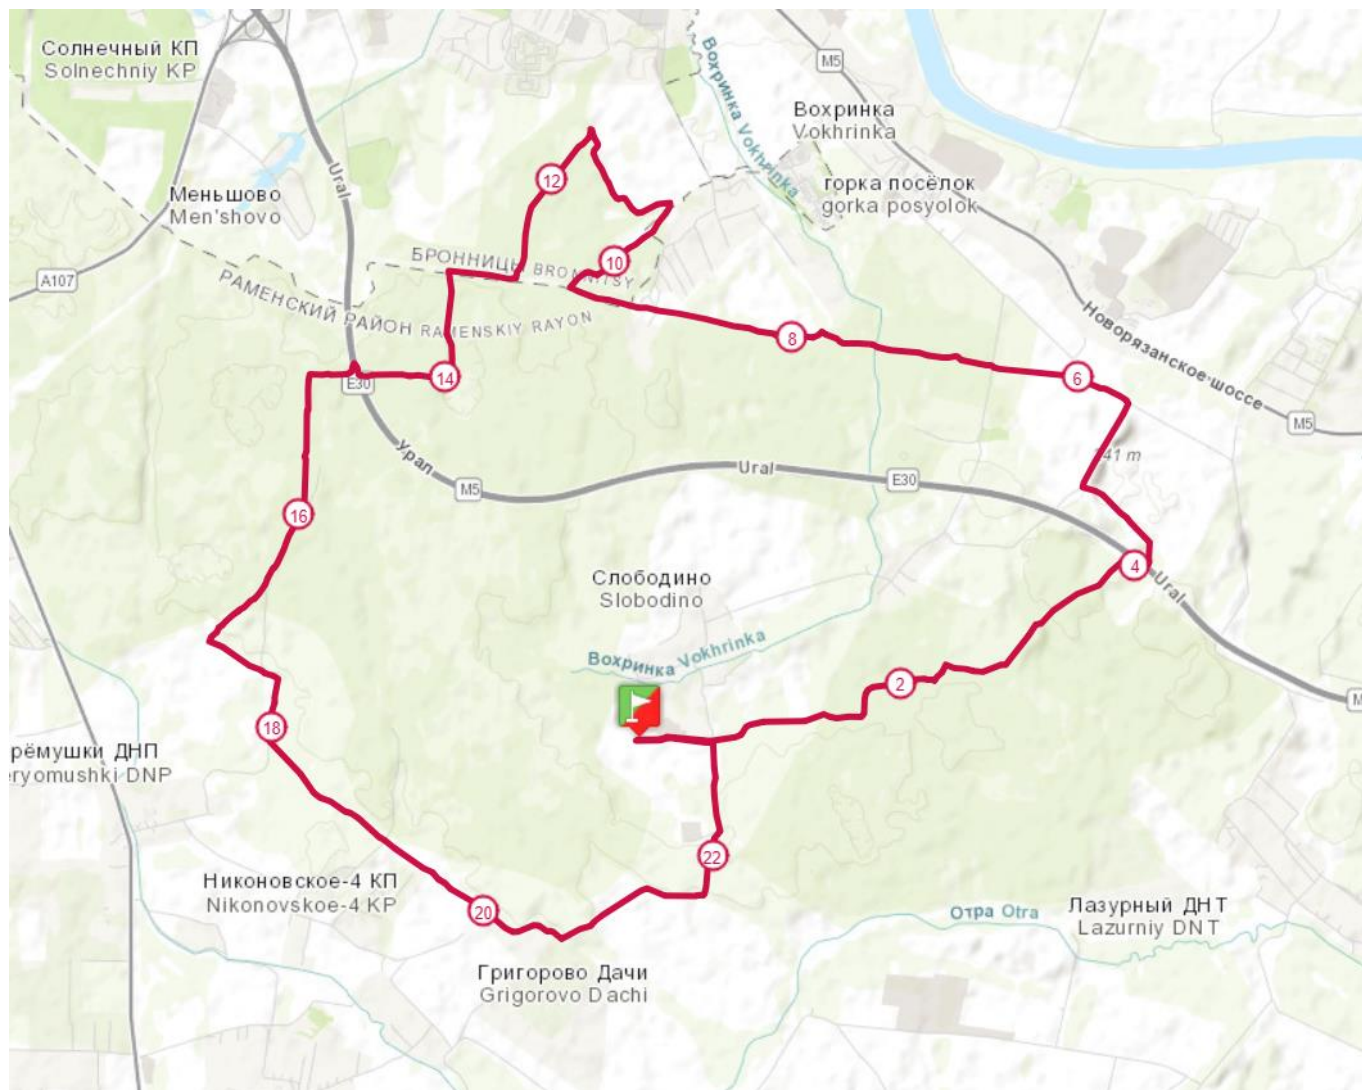 Солнечный КП
Solnechniy KP
M5
Вохринка Vokhrinka
Вохринка
Vokhrinka
Ural
12
Меньшово
Men'shovo
горка посёлок
gorka posyolok
A107
БРОННИЦЫ BRONNITSY
10
РАМЕНСКИЙ РАЙОН RAMENSKIY RAYON
8
Новорязанское шоссе
6
14
E30
M5
Урал
M5
Ural
E30
16
4
Ural
Слободино
Slobodino
Вохринка Vokhrinka
2
18
рёмушки ДНП
eryomushki DNP
22
Никоновское-4 КП
Nikonovskoe-4 KP
20
Отра Otra
Лазурный ДНТ
Lazurniy DNT
Григорово Дачи
Grigorovo Dachi